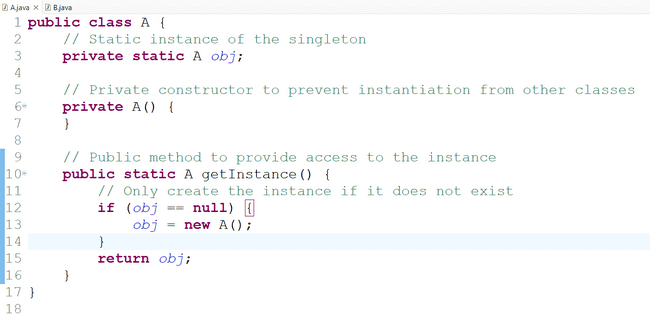 A.java B.java
1 public class A {
2 // Static instance of the singleton
3 private static A obj;
4
5 // Private constructor to prevent instantiation from other classes
6 private A() {
7 }
8
9 // Public method to provide access to the instance
10 public static A getInstance() {
11 // Only create the instance if it does not exist
12 if (obj == null) {
13 obj = new A();
14 }
15 return obj;
16 }
17 }
18